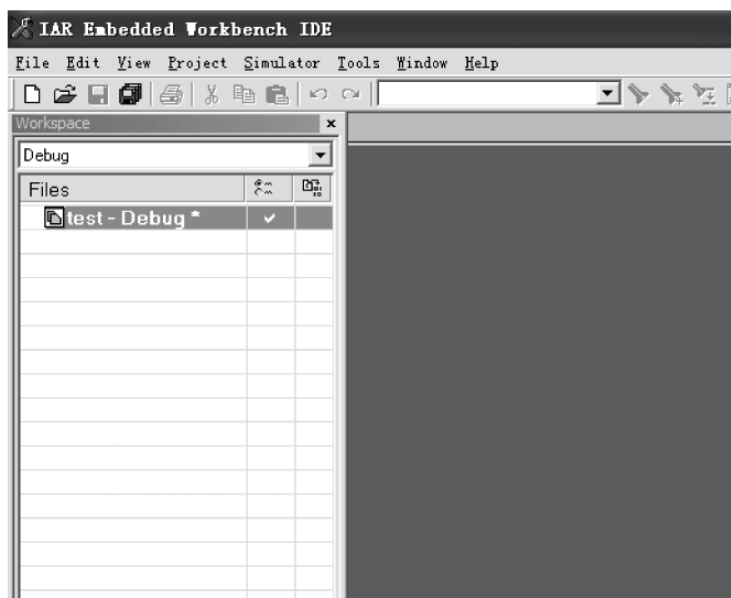 IAR Embedded Workbench IDE
File Edit View Project Simulator Tools Window Help
Workspace
Debug
Files
test - Debug *